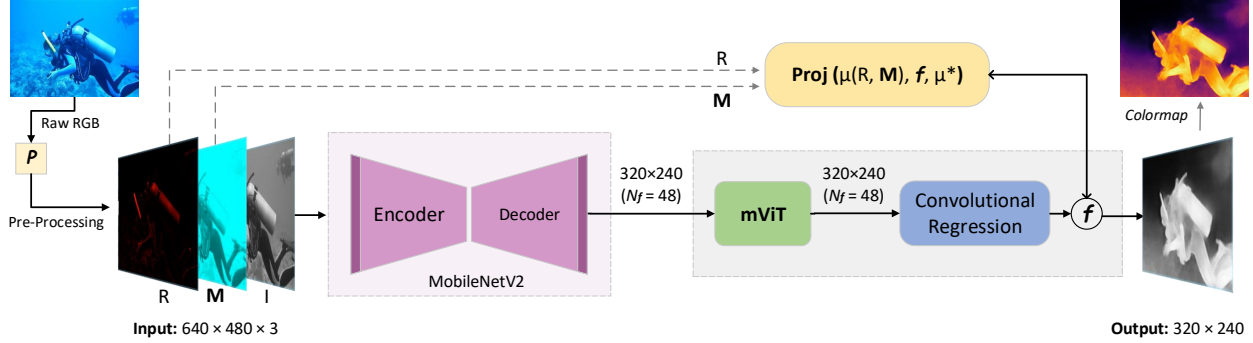 Raw RGB
P
Pre-Processing
R
M
I
Input: 640 × 480 × 3
Encoder
Decoder
MobileNetV2
R
M
Proj (μ(R, M), f, μ*)
320×240
(Nf = 48)
mViT
320×240
(Nf = 48)
Convolutional
Regression
f
Colormap
Output: 320 × 240